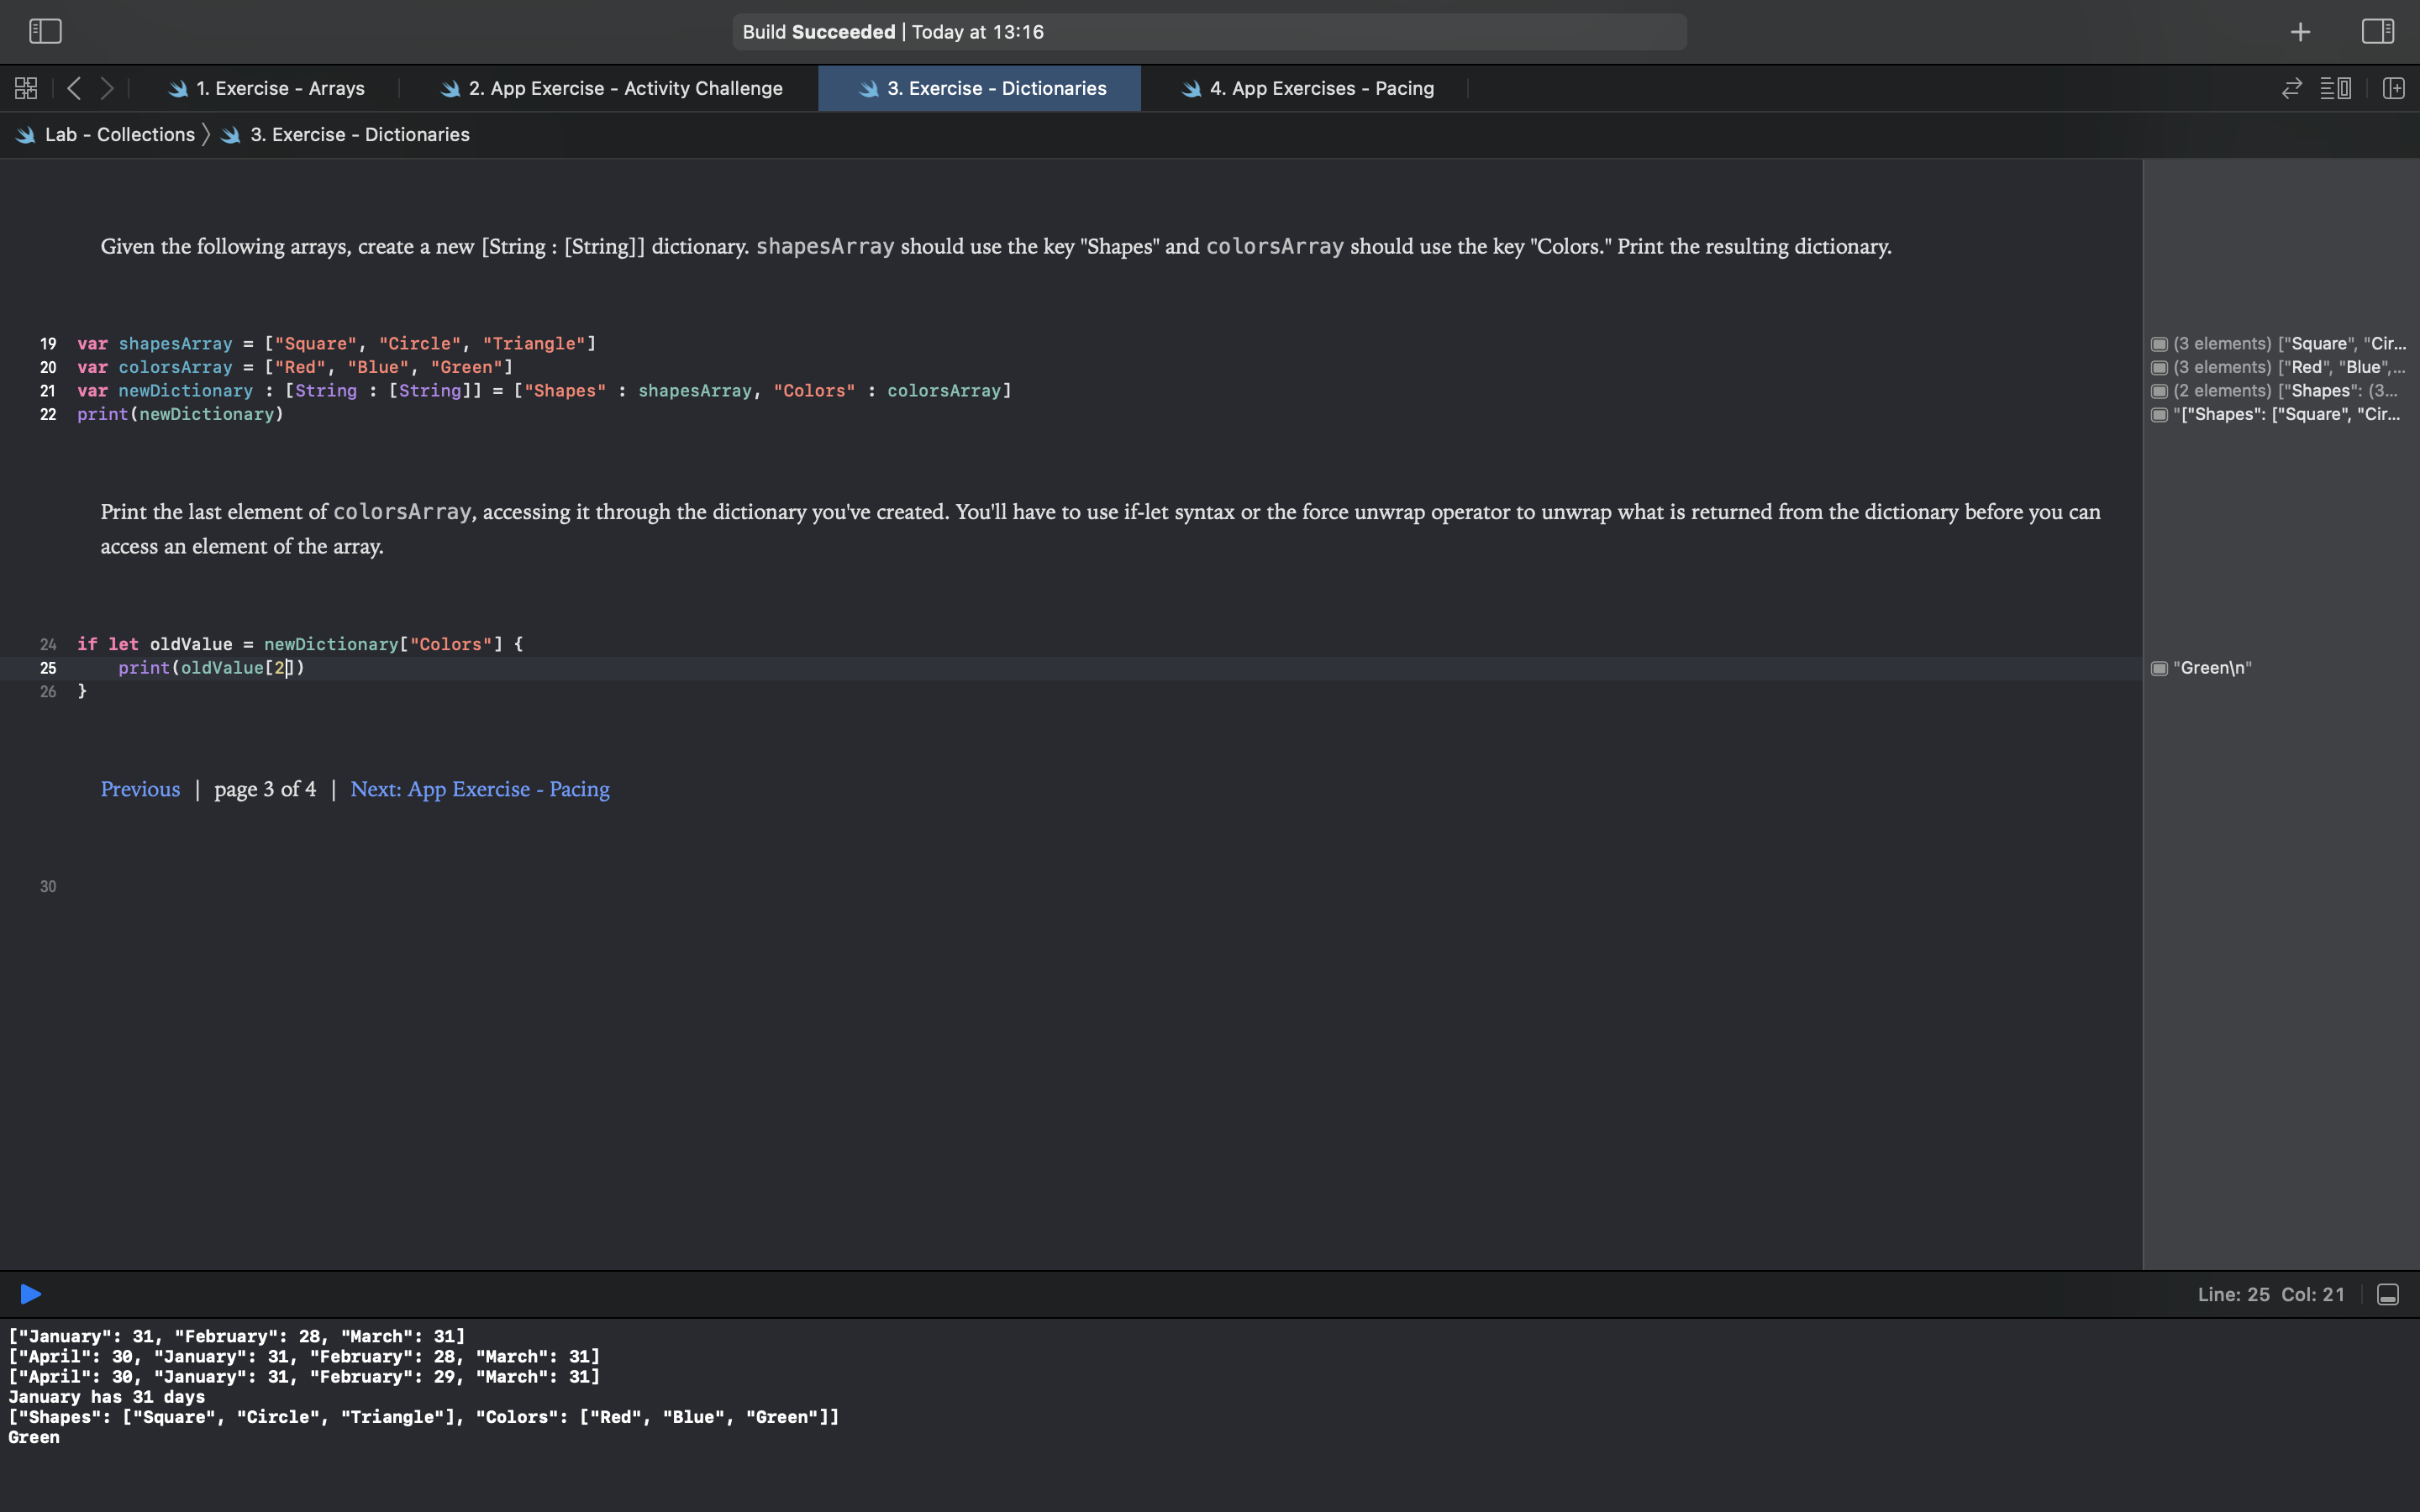 Build Succeeded | Today at 13:16
1. Exercise - Arrays
2. App Exercise - Activity Challenge
3. Exercise - Dictionaries
4. App Exercises - Pacing
Lab - Collections 〉 3. Exercise - Dictionaries
Given the following arrays, create a new [String : [String]] dictionary. shapesArray should use the key "Shapes" and colorsArray should use the key "Colors." Print the resulting dictionary.
19 var shapesArray = ["Square", "Circle", "Triangle"]
(3 elements) ["Square", "Cir...
20 var colorsArray = ["Red", "Blue", "Green"]
(3 elements) ["Red", "Blue",...
21 var newDictionary : [String : [String]] = ["Shapes" : shapesArray, "Colors" : colorsArray]
(2 elements) ["Shapes": (3...
22 print(newDictionary)
"["Shapes": ["Square", "Cir...
Print the last element of colorsArray, accessing it through the dictionary you've created. You'll have to use if-let syntax or the force unwrap operator to unwrap what is returned from the dictionary before you can
access an element of the array.
24 if let oldValue = newDictionary["Colors"] {
25     print(oldValue[2])
"Green\n"
26 }
Previous | page 3 of 4 | Next: App Exercise - Pacing
30
Line: 25 Col: 21
["January": 31, "February": 28, "March": 31]
["April": 30, "January": 31, "February": 28, "March": 31]
["April": 30, "January": 31, "February": 29, "March": 31]
January has 31 days
["Shapes": ["Square", "Circle", "Triangle"], "Colors": ["Red", "Blue", "Green"]]
Green